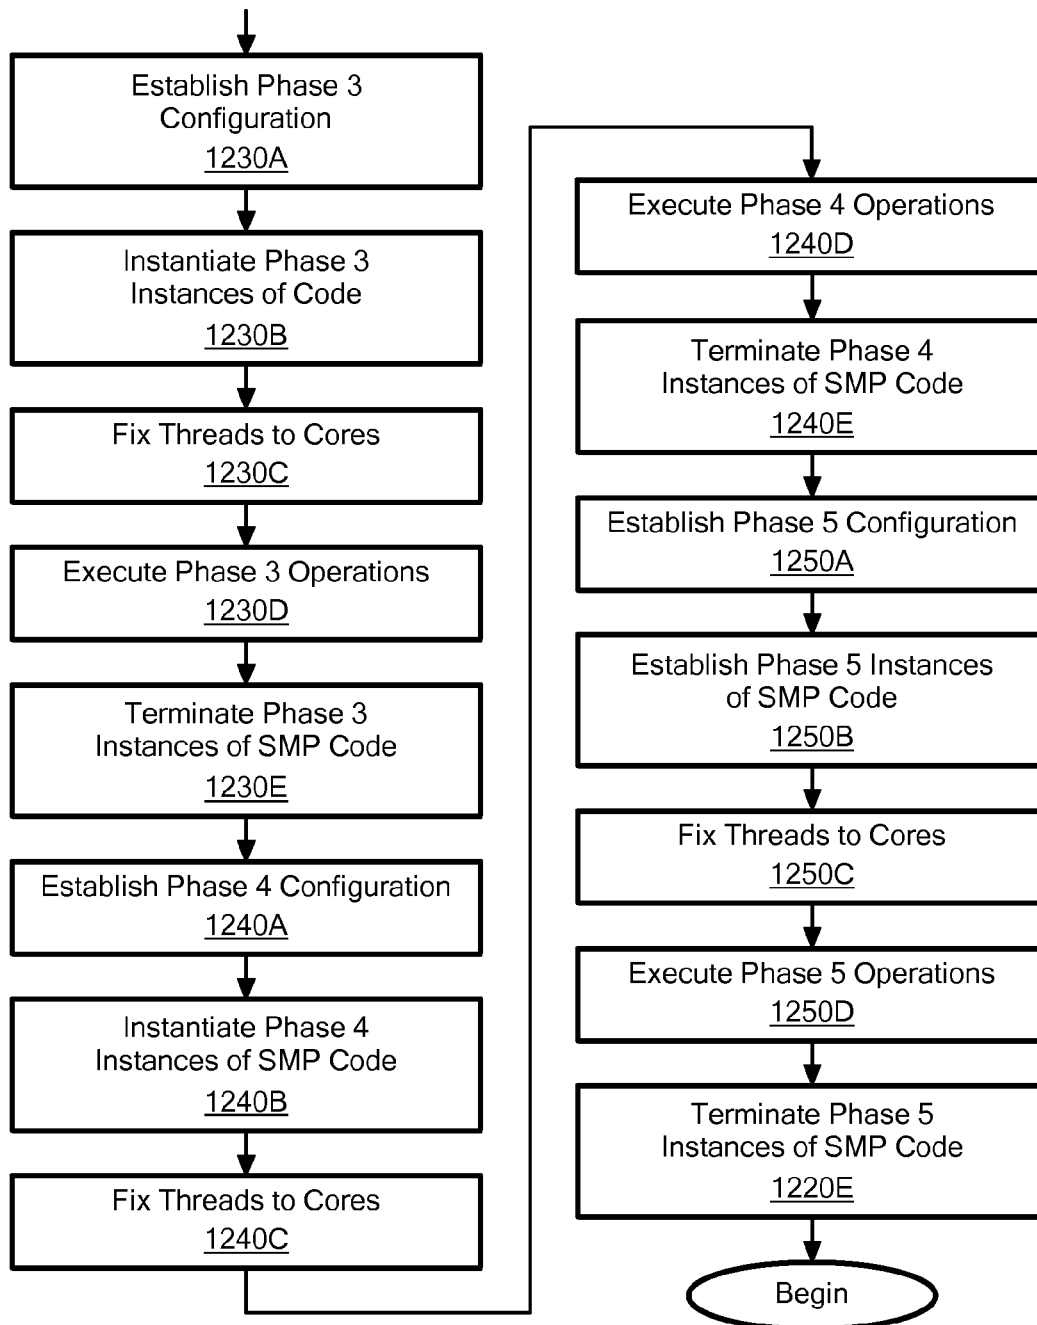 Establish Phase 3
Configuration
1230A
Instantiate Phase 3
Instances of Code
1230B
Fix Threads to Cores
1230C
Execute Phase 3 Operations
1230D
Terminate Phase 3
Instances of SMP Code
1230E
Establish Phase 4 Configuration
1240A
Instantiate Phase 4
Instances of SMP Code
1240B
Fix Threads to Cores
1240C
Execute Phase 4 Operations
1240D
Terminate Phase 4
Instances of SMP Code
1240E
Establish Phase 5 Configuration
1250A
Establish Phase 5 Instances
of SMP Code
1250B
Fix Threads to Cores
1250C
Execute Phase 5 Operations
1250D
Terminate Phase 5
Instances of SMP Code
1220E
Begin